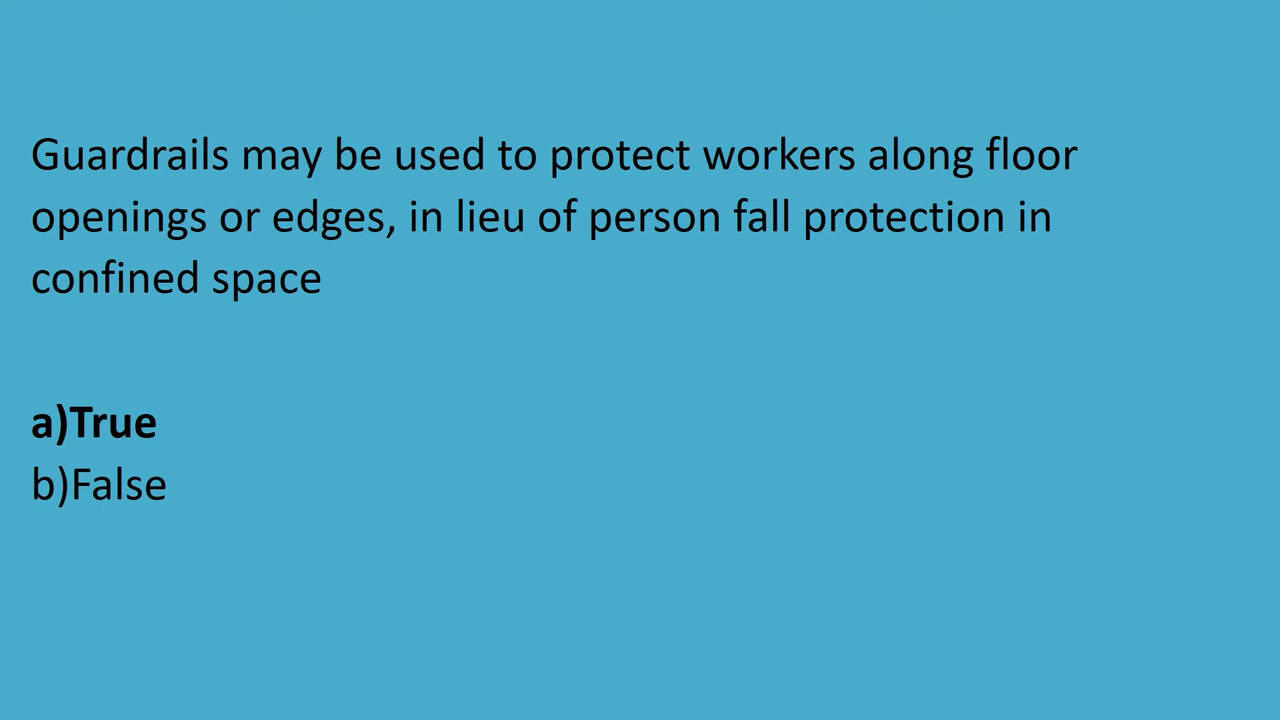 Guardrails may be used to protect workers along floor
openings or edges, in lieu of person fall protection in
confined space
a)True
b)False